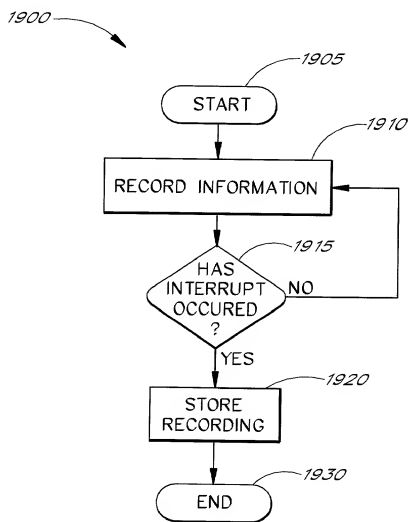 1900
1905
START
1910
RECORD INFORMATION
1915
HAS
INTERRUPT
OCCURED
?
NO
YES
1920
STORE
RECORDING
1930
END